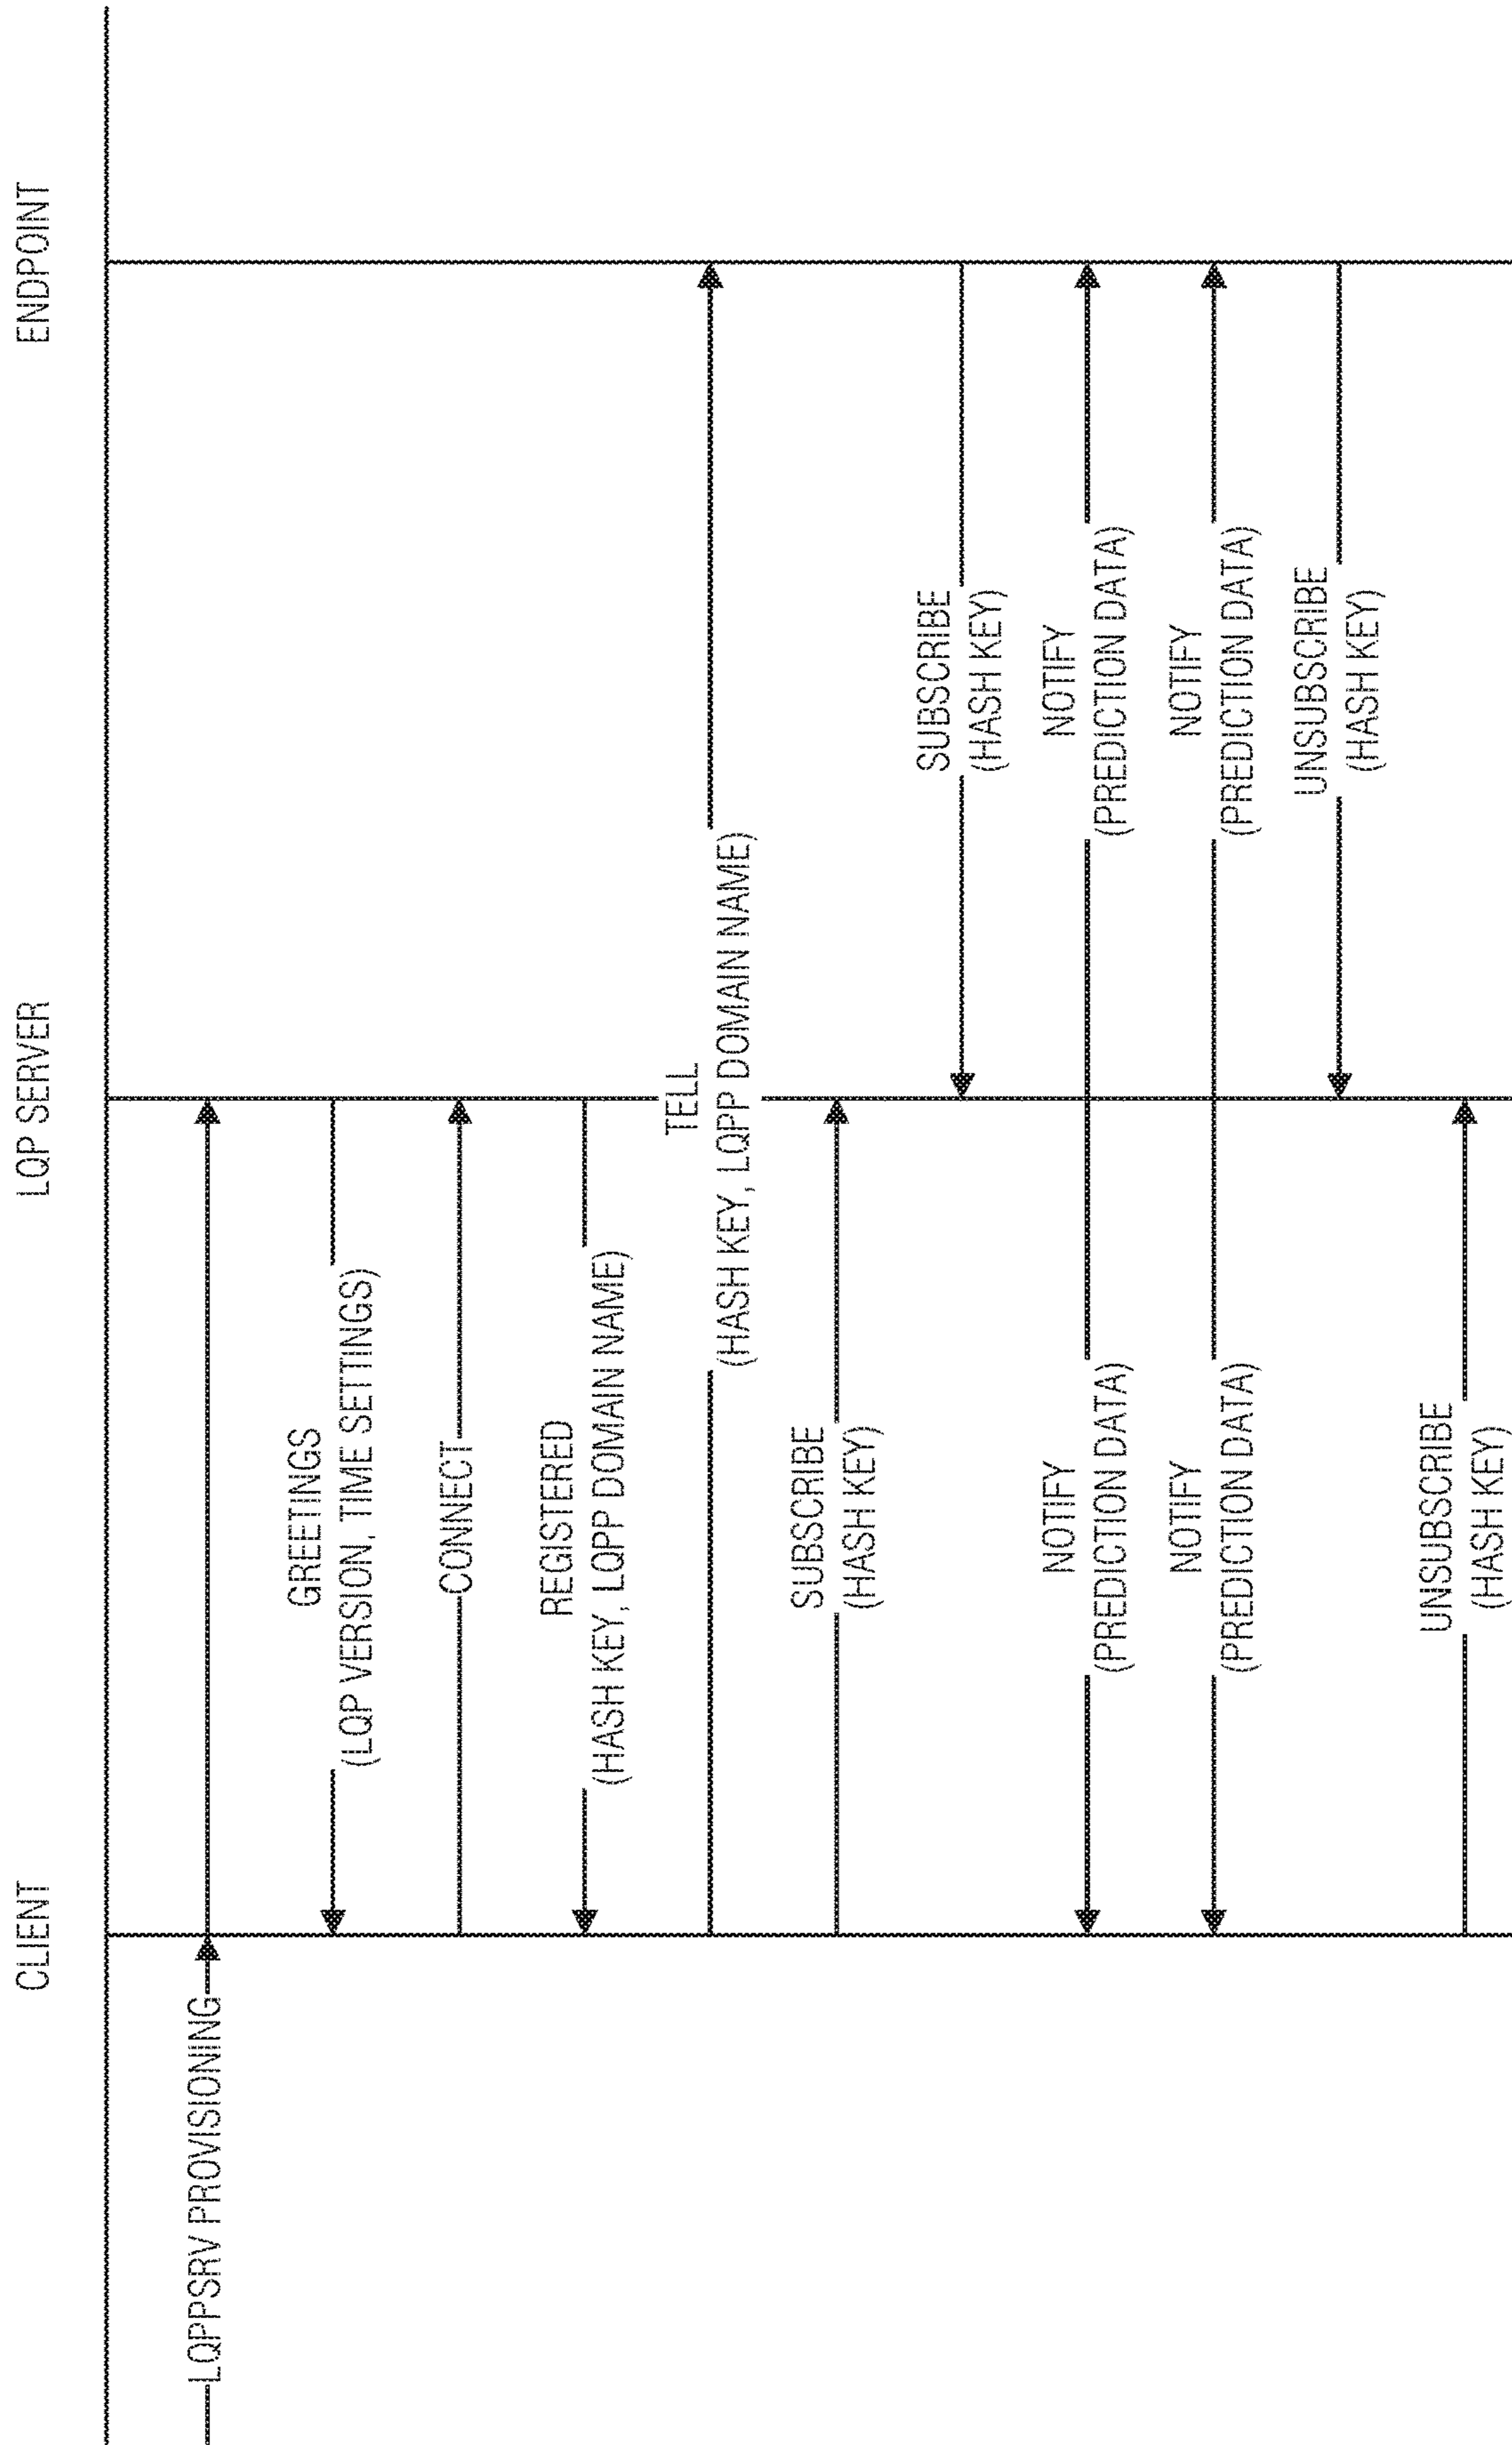 CLIENT
LQP SERVER
ENDPOINT
LQPPSRV PROVISIONING
GREETINGS
(LQP VERSION, TIME SETTINGS)
CONNECT
REGISTERED
(HASH KEY, LQPP DOMAIN NAME)
TELL
(HASH KEY, LQPP DOMAIN NAME)
SUBSCRIBE
(HASH KEY)
SUBSCRIBE
(HASH KEY)
NOTIFY
(PREDICTION DATA)
NOTIFY
(PREDICTION DATA)
NOTIFY
(PREDICTION DATA)
NOTIFY
(PREDICTION DATA)
UNSUBSCRIBE
(HASH KEY)
UNSUBSCRIBE
(HASH KEY)